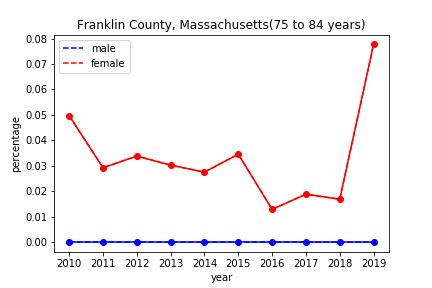 Franklin County, Massachusetts(75 to 84 years)
male
female
0.08
0.07
0.06
0.05
0.04
0.03
0.02
0.01
0.00
percentage
2010 2011 2012 2013 2014 2015 2016 2017 2018 2019
year